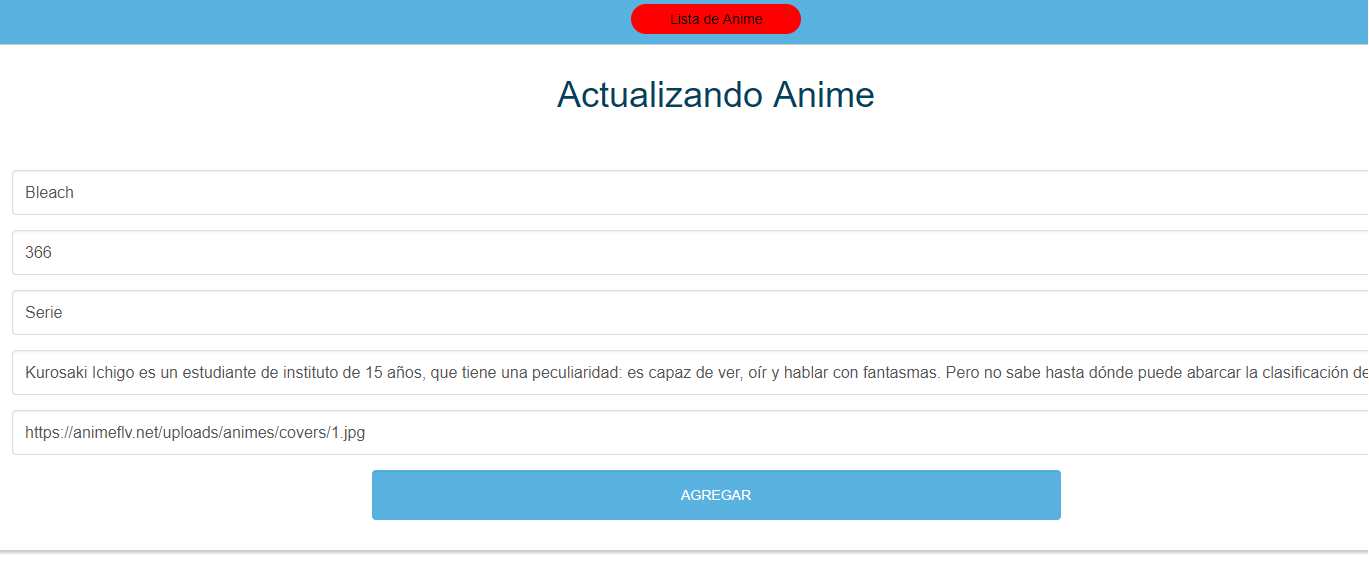 Lista de Anime
Actualizando Anime
Bleach
366
Serie
Kurosaki Ichigo es un estudiante de instituto de 15 años, que tiene una peculiaridad: es capaz de ver, oír y hablar con fantasmas. Pero no sabe hasta dónde puede abarcar la clasificación de
https://animeflv.net/uploads/animes/covers/1.jpg
AGREGAR